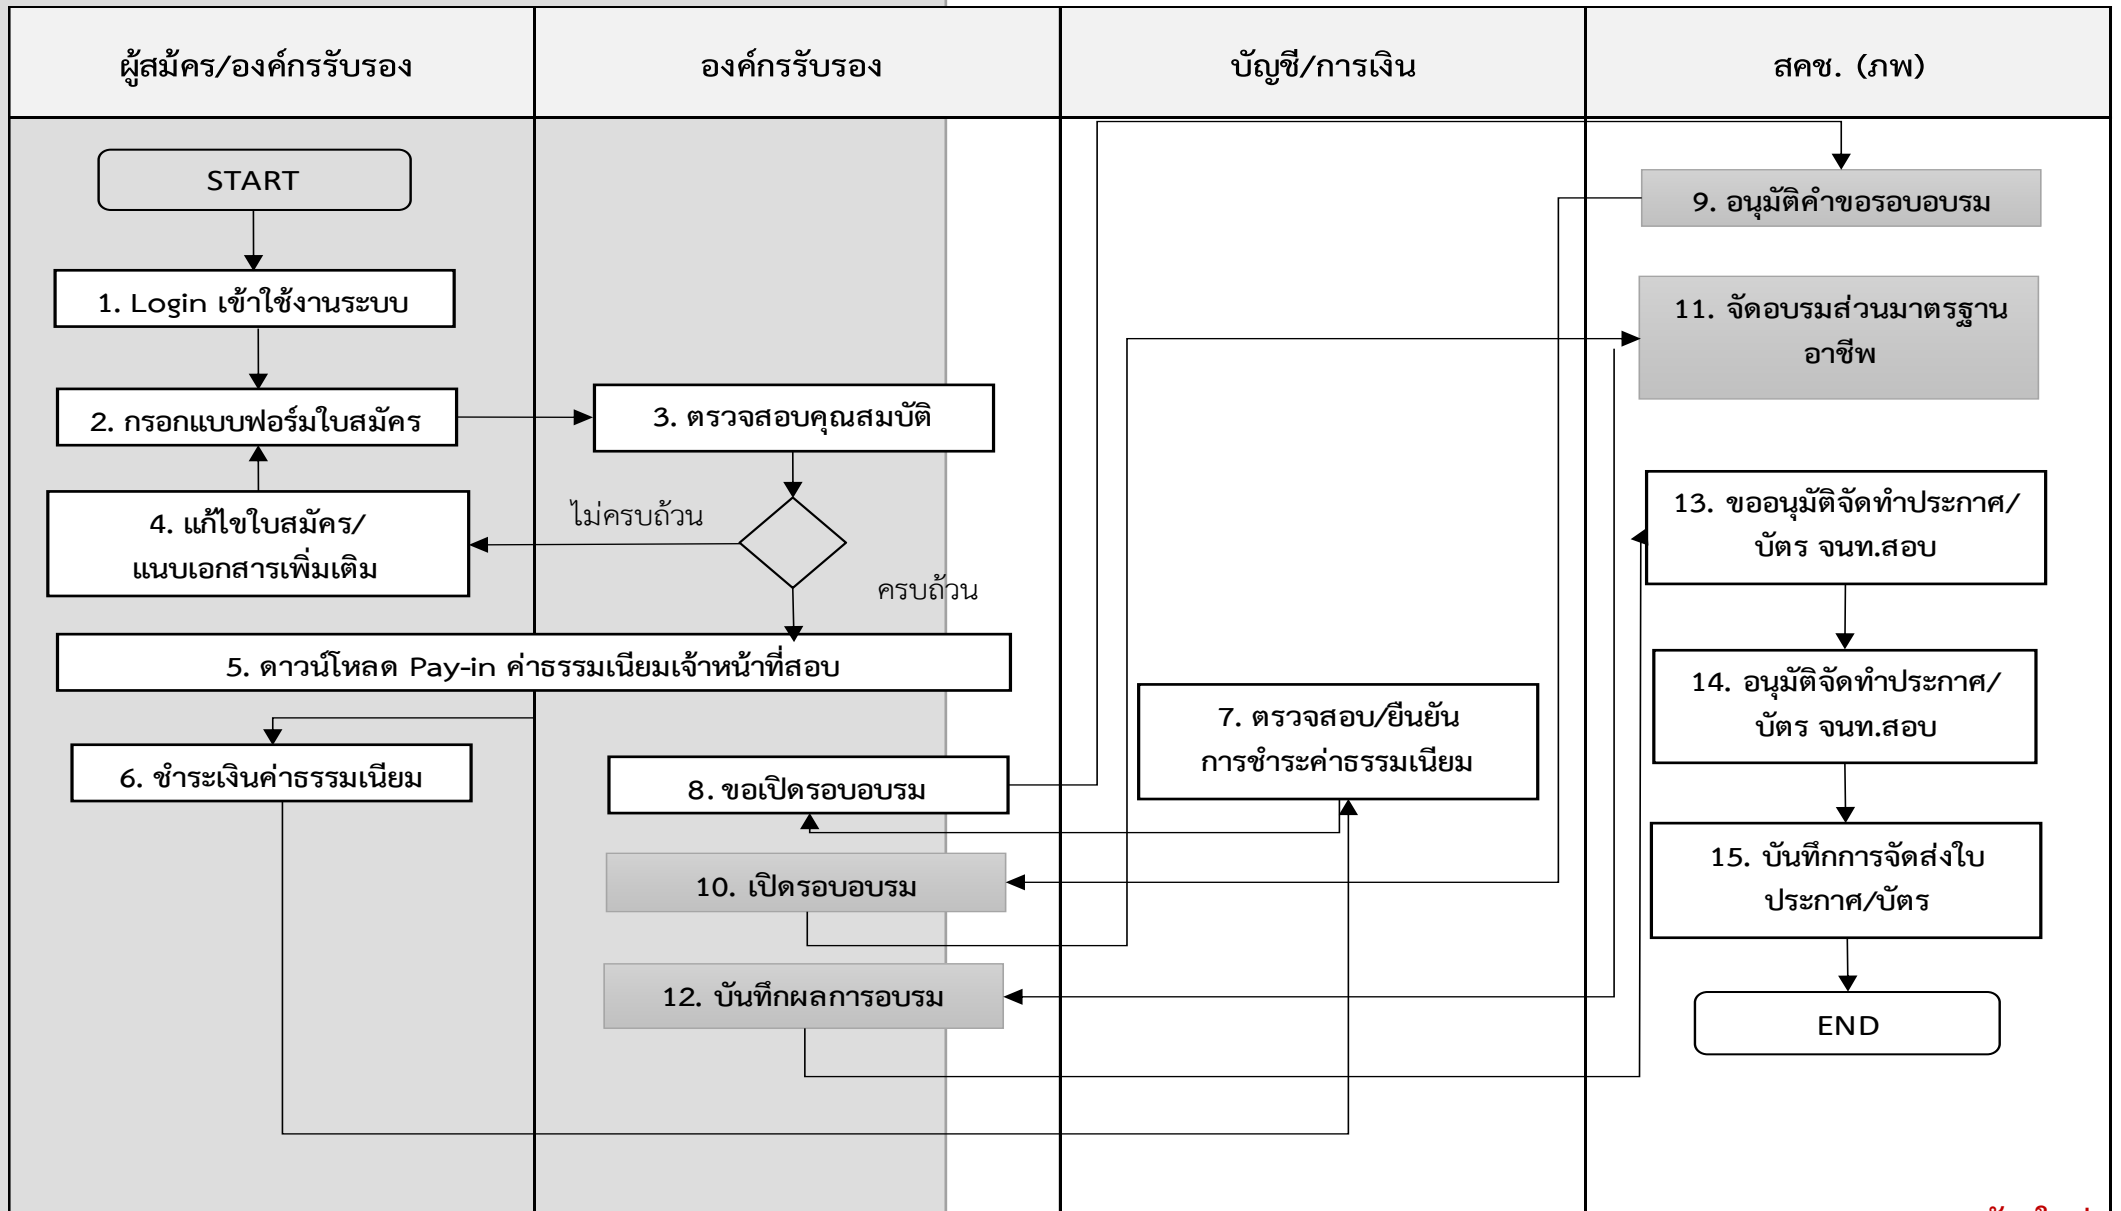 ผู้สมัคร/องค์กรรับรอง
องค์กรรับรอง
บัญชี/การเงิน
สคช. (ภพ)
START
1. Login เข้าใช้งานระบบ
2. กรอกแบบฟอร์มใบสมัคร
3. ตรวจสอบคุณสมบัติ
ไม่ครบถ้วน
ครบถ้วน
4. แก้ไขใบสมัคร/
แนบเอกสารเพิ่มเติม
5. ดาวน์โหลด Pay-in ค่าธรรมเนียมเจ้าหน้าที่สอบ
6. ชำระเงินค่าธรรมเนียม
7. ตรวจสอบ/ยืนยัน
การชำระค่าธรรมเนียม
8. ขอเปิดรอบอบรม
9. อนุมัติคำขอรอบอบรม
10. เปิดรอบอบรม
11. จัดอบรมส่วนมาตรฐาน
อาชีพ
12. บันทึกผลการอบรม
13. ขออนุมัติจัดทำประกาศ/
บัตร จนท.สอบ
14. อนุมัติจัดทำประกาศ/
บัตร จนท.สอบ
15. บันทึกการจัดส่งใบ
ประกาศ/บัตร
END